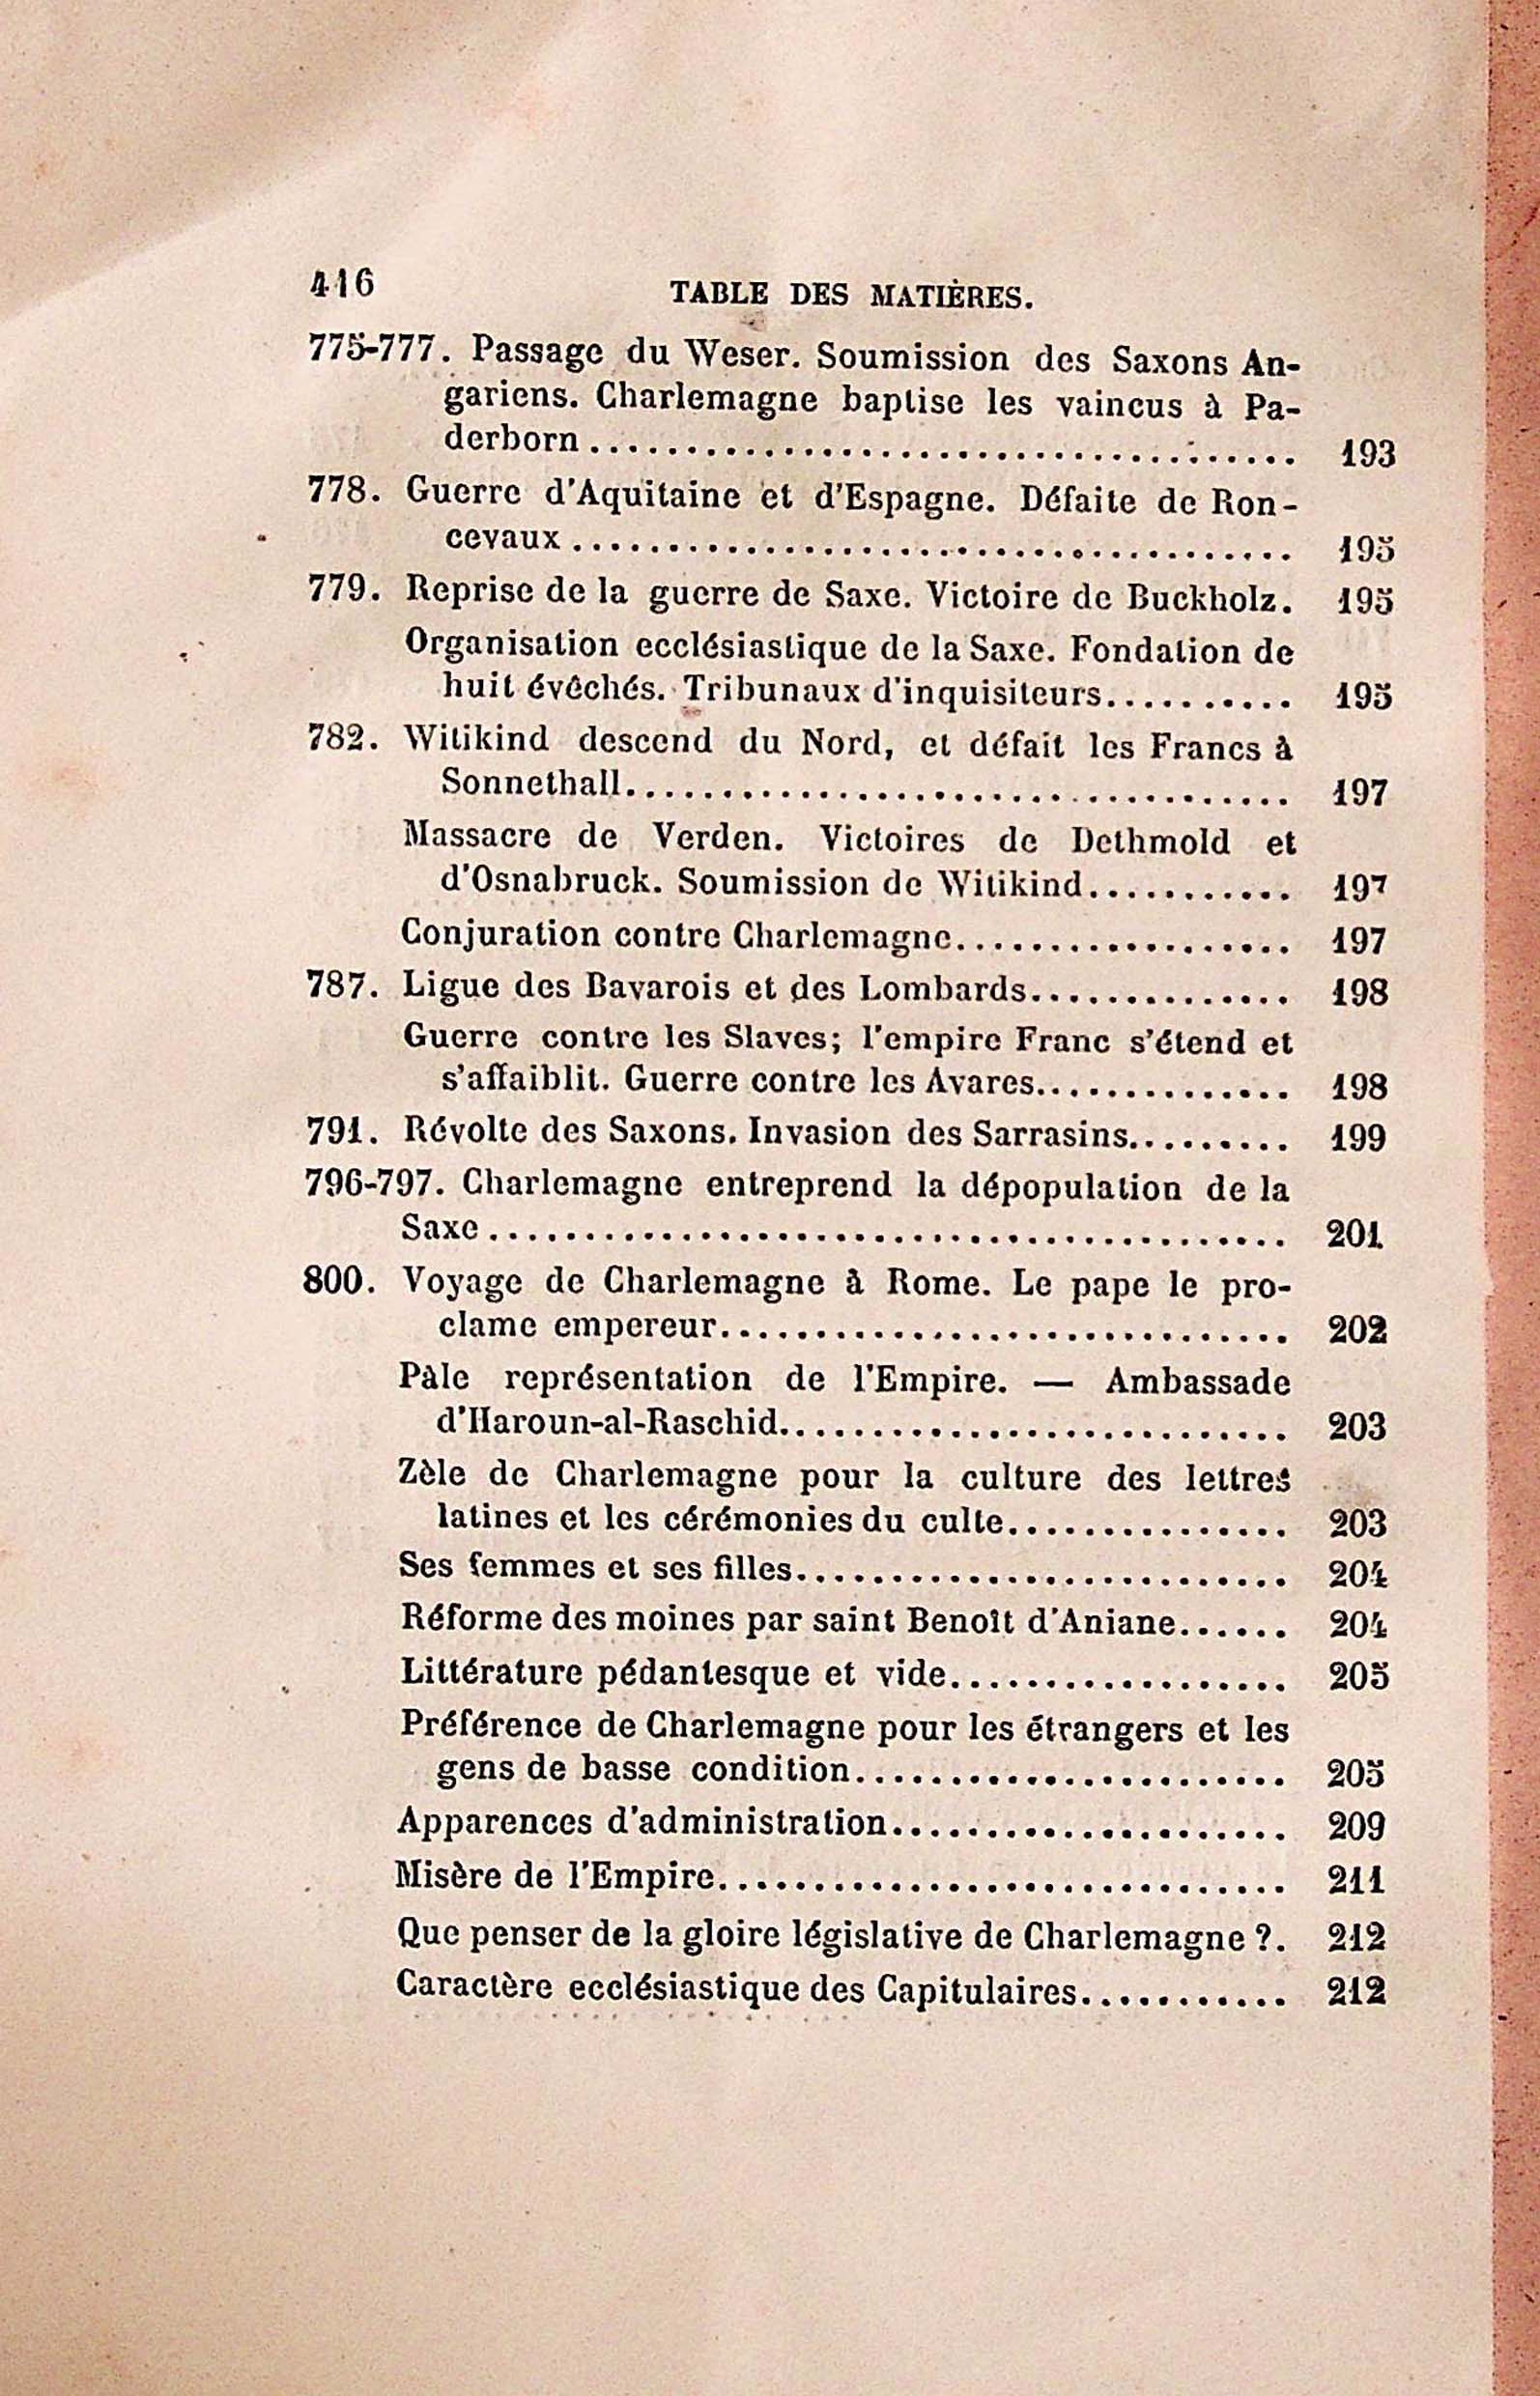 416
TABLE DES MATIÈRES.
775-777. Passage du Weser. Soumission des Saxons An-
gariens. Charlemagne baptise les vaincus à Pa-
derborn ..................................... 193
778. Guerre d'Aquitaine et d'Espagne. Défaite de Ron-
cevaux ..................................... 195
779. Reprise de la guerre de Saxe. Victoire de Buckholz. 195
Organisation ecclésiastique de la Saxe. Fondation de
huit évêchés. Tribunaux d'inquisiteurs.......... 195
782. Witikind descend du Nord, et défait les Francs à
Sonnethall................................... 197
Massacre de Verden. Victoires de Dethmold et
d'Osnabruck. Soumission de Witikind........... 197
Conjuration contre Charlemagne.................. 197
787. Ligue des Bavarois et des Lombards.............. 198
Guerre contre les Slaves; l'empire Franc s'étend et
s'affaiblit. Guerre contre les Avares.............. 198
791. Révolte des Saxons. Invasion des Sarrasins......... 199
796-797. Charlemagne entreprend la dépopulation de la
Saxe .......................................... 201
800. Voyage de Charlemagne à Rome. Le pape le pro-
clame empereur.............................. 202
Pâle représentation de l'Empire. — Ambassade
d'Haroun-al-Raschid........................... 203
Zèle de Charlemagne pour la culture des lettres
latines et les cérémonies du culte............... 203
Ses femmes et ses filles.......................... 204
Réforme des moines par saint Benoît d'Aniane...... 204
Littérature pédantesque et vide.................. 205
Préférence de Charlemagne pour les étrangers et les
gens de basse condition....................... 205
Apparences d'administration..................... 209
Misère de l'Empire.............................. 211
Que penser de la gloire législative de Charlemagne ?. 212
Caractère ecclésiastique des Capitulaires........... 212